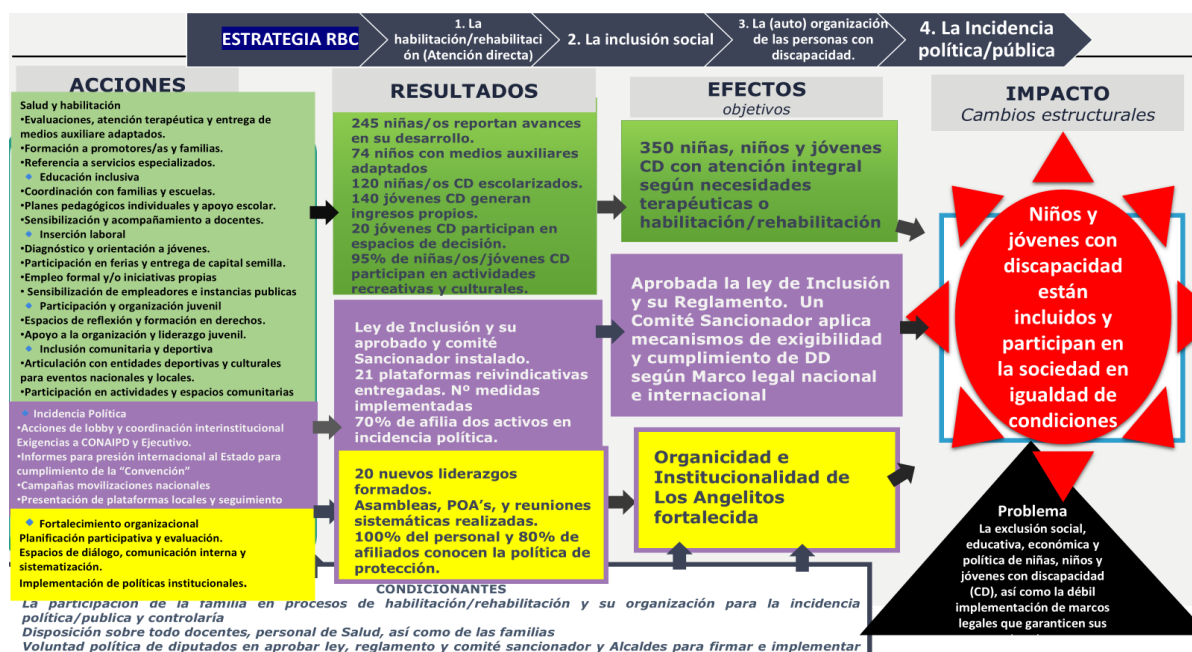 ESTRATEGIA RBC
1. La
habilitación/rehabilitaci
ón (Atención directa)
2. La inclusión social
3. La (auto) organización
de las personas con
discapacidad.
4. La Incidencia
política/pública
ACCIONES
Salud y habilitación
•Evaluaciones, atención terapéutica y entrega de
medios auxiliare adaptados.
•Formación a promotores/as y familias.
•Referencia a servicios especializados.
❖ Educación inclusiva
•Coordinación con familias y escuelas.
•Planes pedagógicos individuales y apoyo escolar.
•Sensibilización y acompañamiento a docentes.
❖ Inserción laboral
•Diagnóstico y orientación a jóvenes.
•Participación en ferias y entrega de capital semilla.
•Empleo formal y/o iniciativas propias
• Sensibilización de empleadores e instancias publicas
❖ Participación y organización juvenil
•Espacios de reflexión y formación en derechos.
•Apoyo a la organización y liderazgo juvenil.
❖ Inclusión comunitaria y deportiva
•Articulación con entidades deportivas y culturales
para eventos nacionales y locales.
•Participación en actividades y espacios comunitarias
❖ Incidencia Política
•Acciones de lobby y coordinación interinstitucional
Exigencias a CONAIPD y Ejecutivo.
•Informes para presión internacional al Estado para
cumplimiento de la “Convención”
•Campañas movilizaciones nacionales
•Presentación de plataformas locales y seguimiento
❖ Fortalecimiento organizacional
Planificación participativa y evaluación.
Espacios de diálogo, comunicación interna y
sistematización.
Implementación de políticas institucionales.
RESULTADOS
245 niñas/os reportan avances
en su desarrollo.
74 niños con medios auxiliares
adaptados
120 niñas/os CD escolarizados.
140 jóvenes CD generan
ingresos propios.
20 jóvenes CD participan en
espacios de decisión.
95% de niñas/os/jóvenes CD
participan en actividades
recreativas y culturales.
Ley de Inclusión y su
aprobado y comité
Sancionador instalado.
21 plataformas reivindicativas
entregadas. Nº medidas
implementadas
70% de afilia dos activos en
incidencia política.
20 nuevos liderazgos
formados.
Asambleas, POA’s, y reuniones
sistemáticas realizadas.
100% del personal y 80% de
afiliados conocen la política de
protección.
EFECTOS
objetivos
350 niñas, niños y jóvenes
CD con atención integral
según necesidades
terapéuticas o
habilitación/rehabilitación
Aprobada la ley de Inclusión
y su Reglamento. Un
Comité Sancionador aplica
mecanismos de exigibilidad
y cumplimiento de DD
según Marco legal nacional
e internacional
Organicidad e
Institucionalidad de
Los Angelitos
fortalecida
IMPACTO
Cambios estructurales
Niños y
jóvenes con
discapacidad
están
incluidos y
participan en
la sociedad en
igualdad de
condiciones
Problema
La exclusión social,
educativa, económica y
política de niñas, niños y
jóvenes con discapacidad
(CD), así como la débil
implementación de marcos
legales que garanticen sus
CONDICIONANTES
La participación de la familia en procesos de habilitación/rehabilitación y su organización para la incidencia
política/publica y controlaría
Disposición sobre todo docentes, personal de Salud, así como de las familias
Voluntad política de diputados en aprobar ley, reglamento y comité sancionador y Alcaldes para firmar e implementar